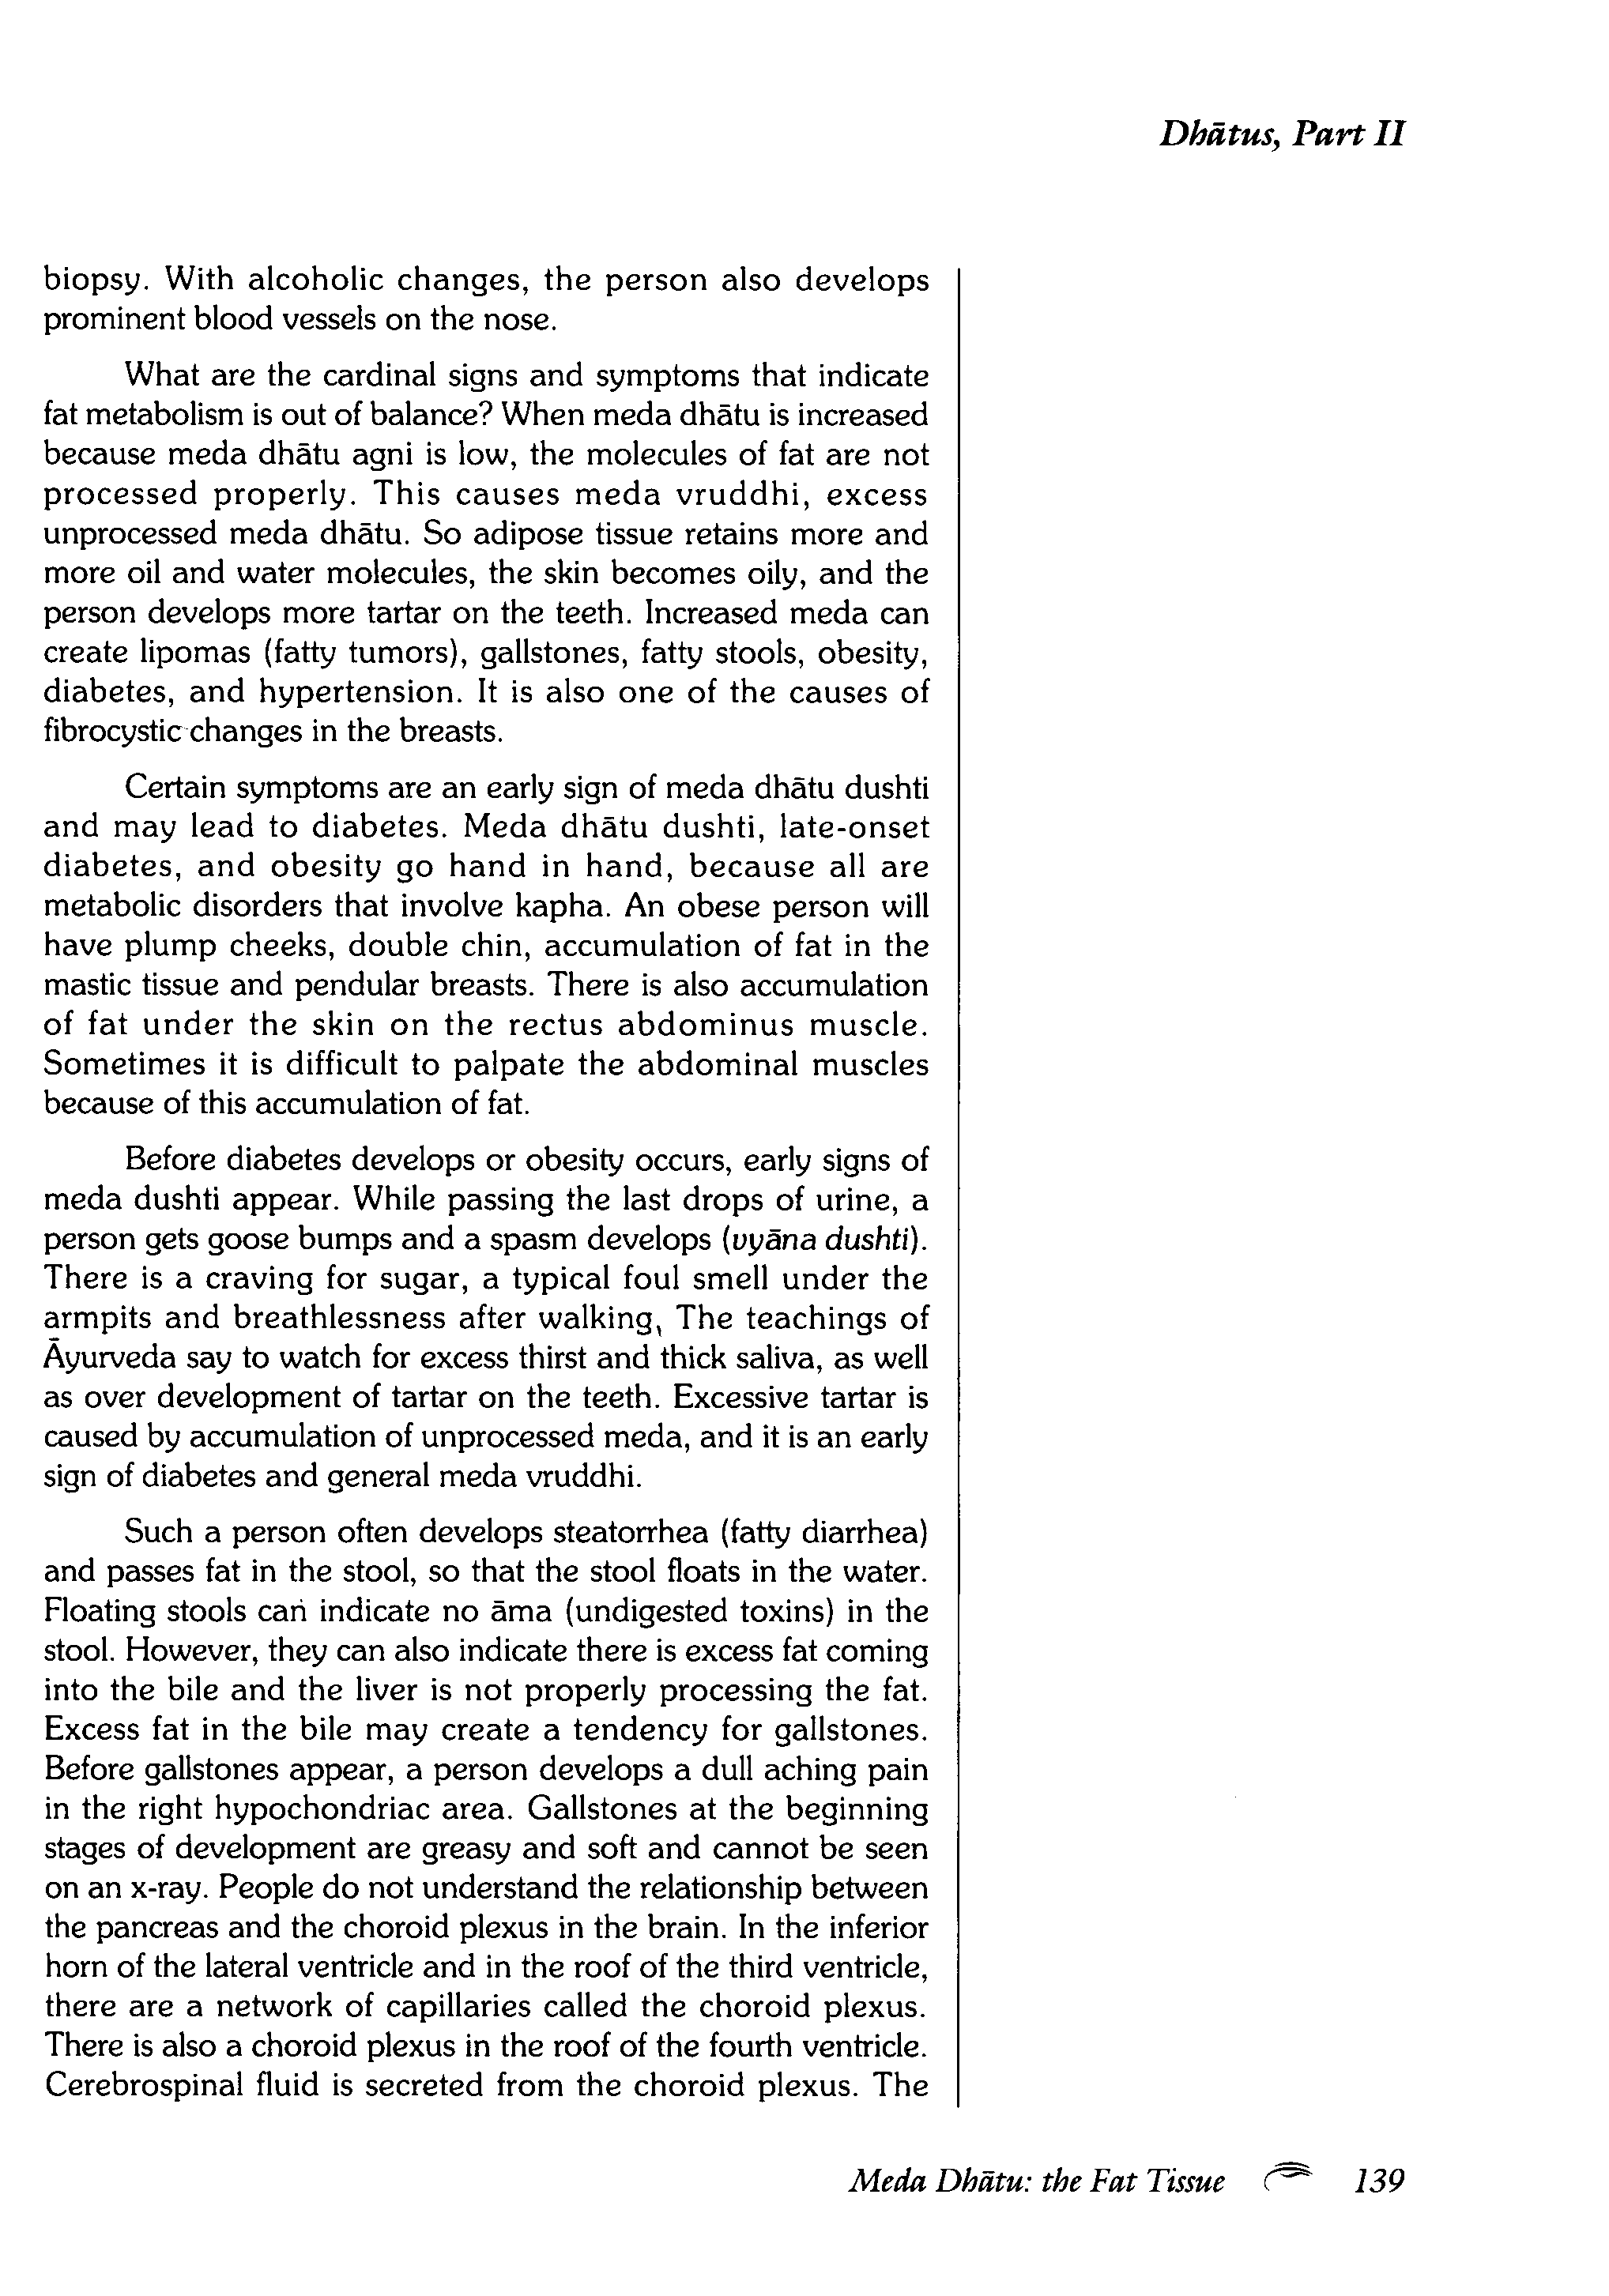 Dhātus, Part II
biopsy. With alcoholic changes, the person also develops
prominent blood vessels on the nose.
What are the cardinal signs and symptoms that indicate
fat metabolism is out of balance? When meda dhātu is increased
because meda dhātu agni is low, the molecules of fat are not
processed properly. This causes meda vruddhi, excess
unprocessed meda dhātu. So adipose tissue retains more and
more oil and water molecules, the skin becomes oily, and the
person develops more tartar on the teeth. Increased meda can
create lipomas (fatty tumors), gallstones, fatty stools, obesity,
diabetes, and hypertension. It is also one of the causes of
fibrocystic changes in the breasts.
Certain symptoms are an early sign of meda dhātu dushti
and may lead to diabetes. Meda dhātu dushti, late-onset
diabetes, and obesity go hand in hand, because all are
metabolic disorders that involve kapha. An obese person will
have plump cheeks, double chin, accumulation of fat in the
mastic tissue and pendular breasts. There is also accumulation
of fat under the skin on the rectus abdominus muscle.
Sometimes it is difficult to palpate the abdominal muscles
because of this accumulation of fat.
Before diabetes develops or obesity occurs, early signs of
meda dushti appear. While passing the last drops of urine, a
person gets goose bumps and a spasm develops (vyāna dushti).
There is a craving for sugar, a typical foul smell under the
armpits and breathlessness after walking, The teachings of
Āyurveda say to watch for excess thirst and thick saliva, as well
as over development of tartar on the teeth. Excessive tartar is
caused by accumulation of unprocessed meda, and it is an early
sign of diabetes and general meda vruddhi.
Such a person often develops steatorrhea (fatty diarrhea)
and passes fat in the stool, so that the stool floats in the water.
Floating stools can indicate no āma (undigested toxins) in the
stool. However, they can also indicate there is excess fat coming
into the bile and the liver is not properly processing the fat.
Excess fat in the bile may create a tendency for gallstones.
Before gallstones appear, a person develops a dull aching pain
in the right hypochondriac area. Gallstones at the beginning
stages of development are greasy and soft and cannot be seen
on an x-ray. People do not understand the relationship between
the pancreas and the choroid plexus in the brain. In the inferior
horn of the lateral ventricle and in the roof of the third ventricle,
there are a network of capillaries called the choroid plexus.
There is also a choroid plexus in the roof of the fourth ventricle.
Cerebrospinal fluid is secreted from the choroid plexus. The
Meda Dhātu: the Fat Tissue 139